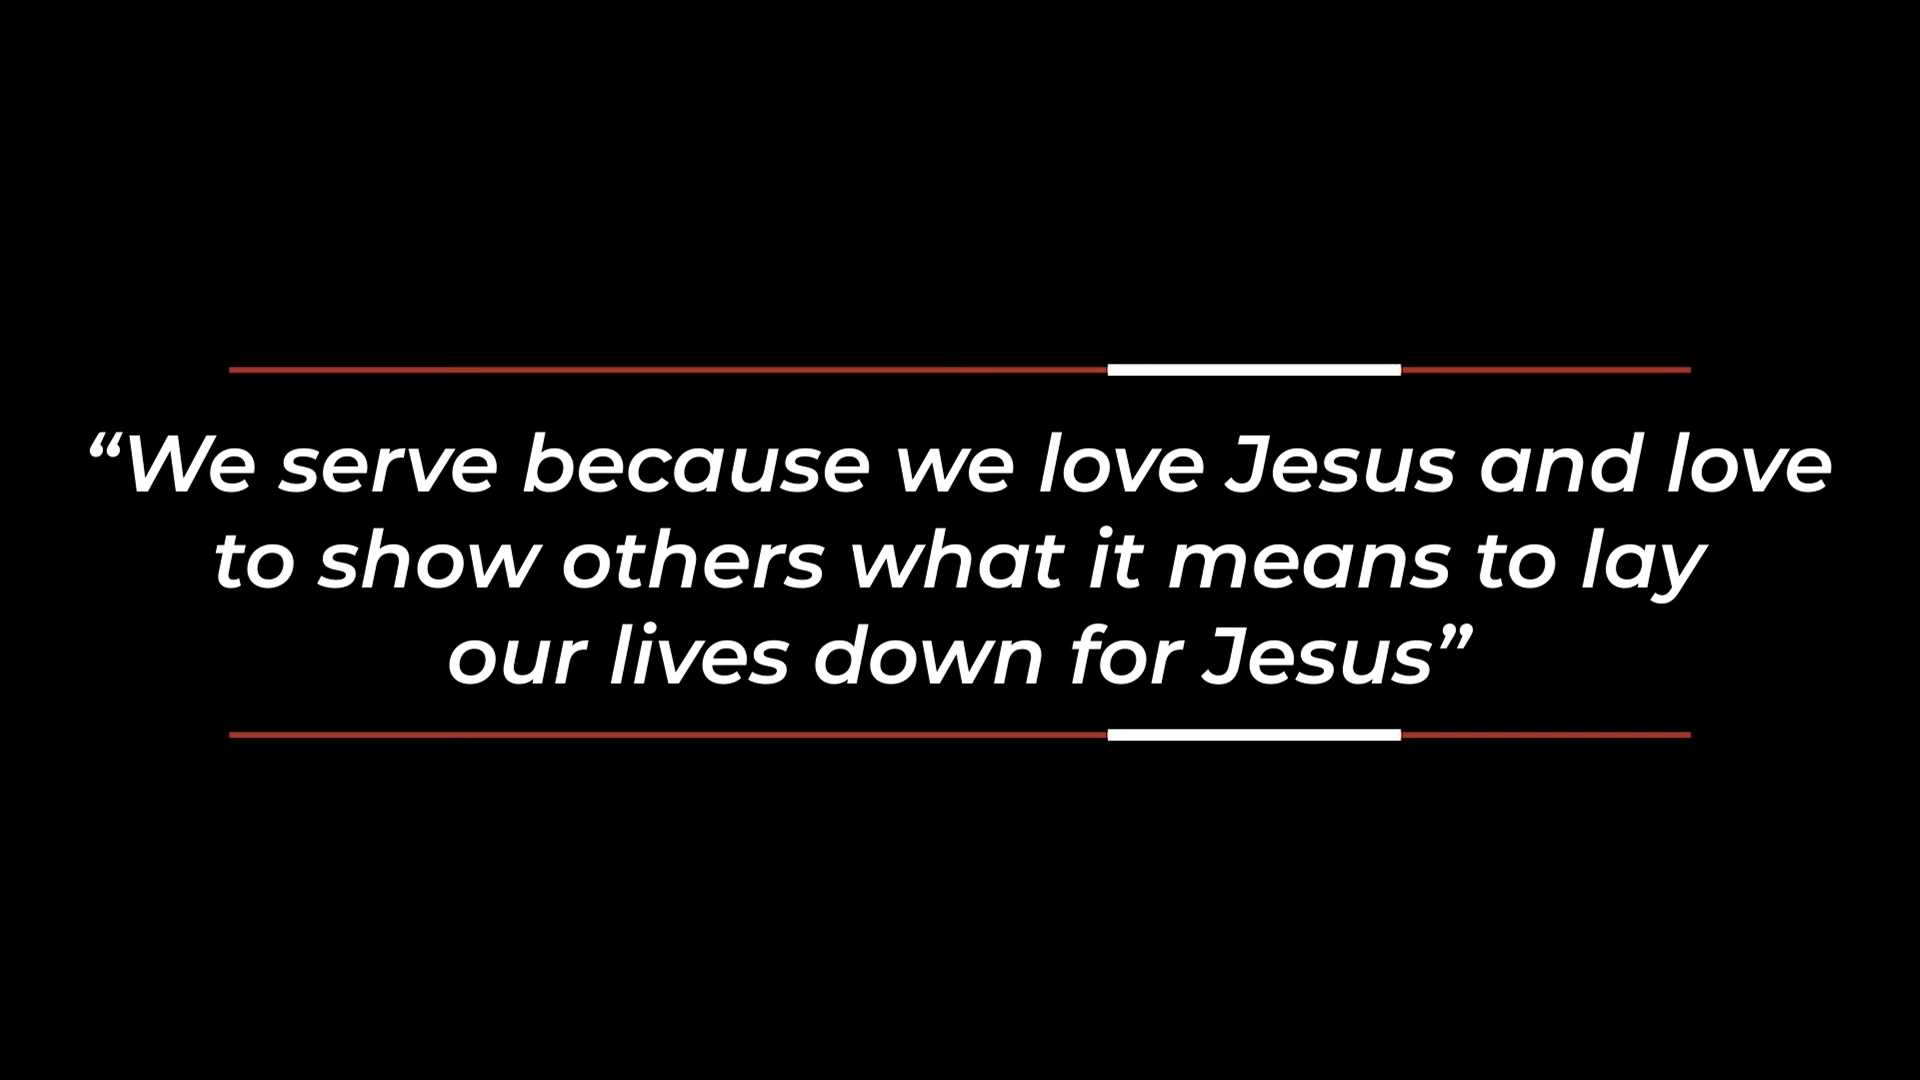 “We serve because we love Jesus and love
to show others what it means to lay
our lives down for Jesus”